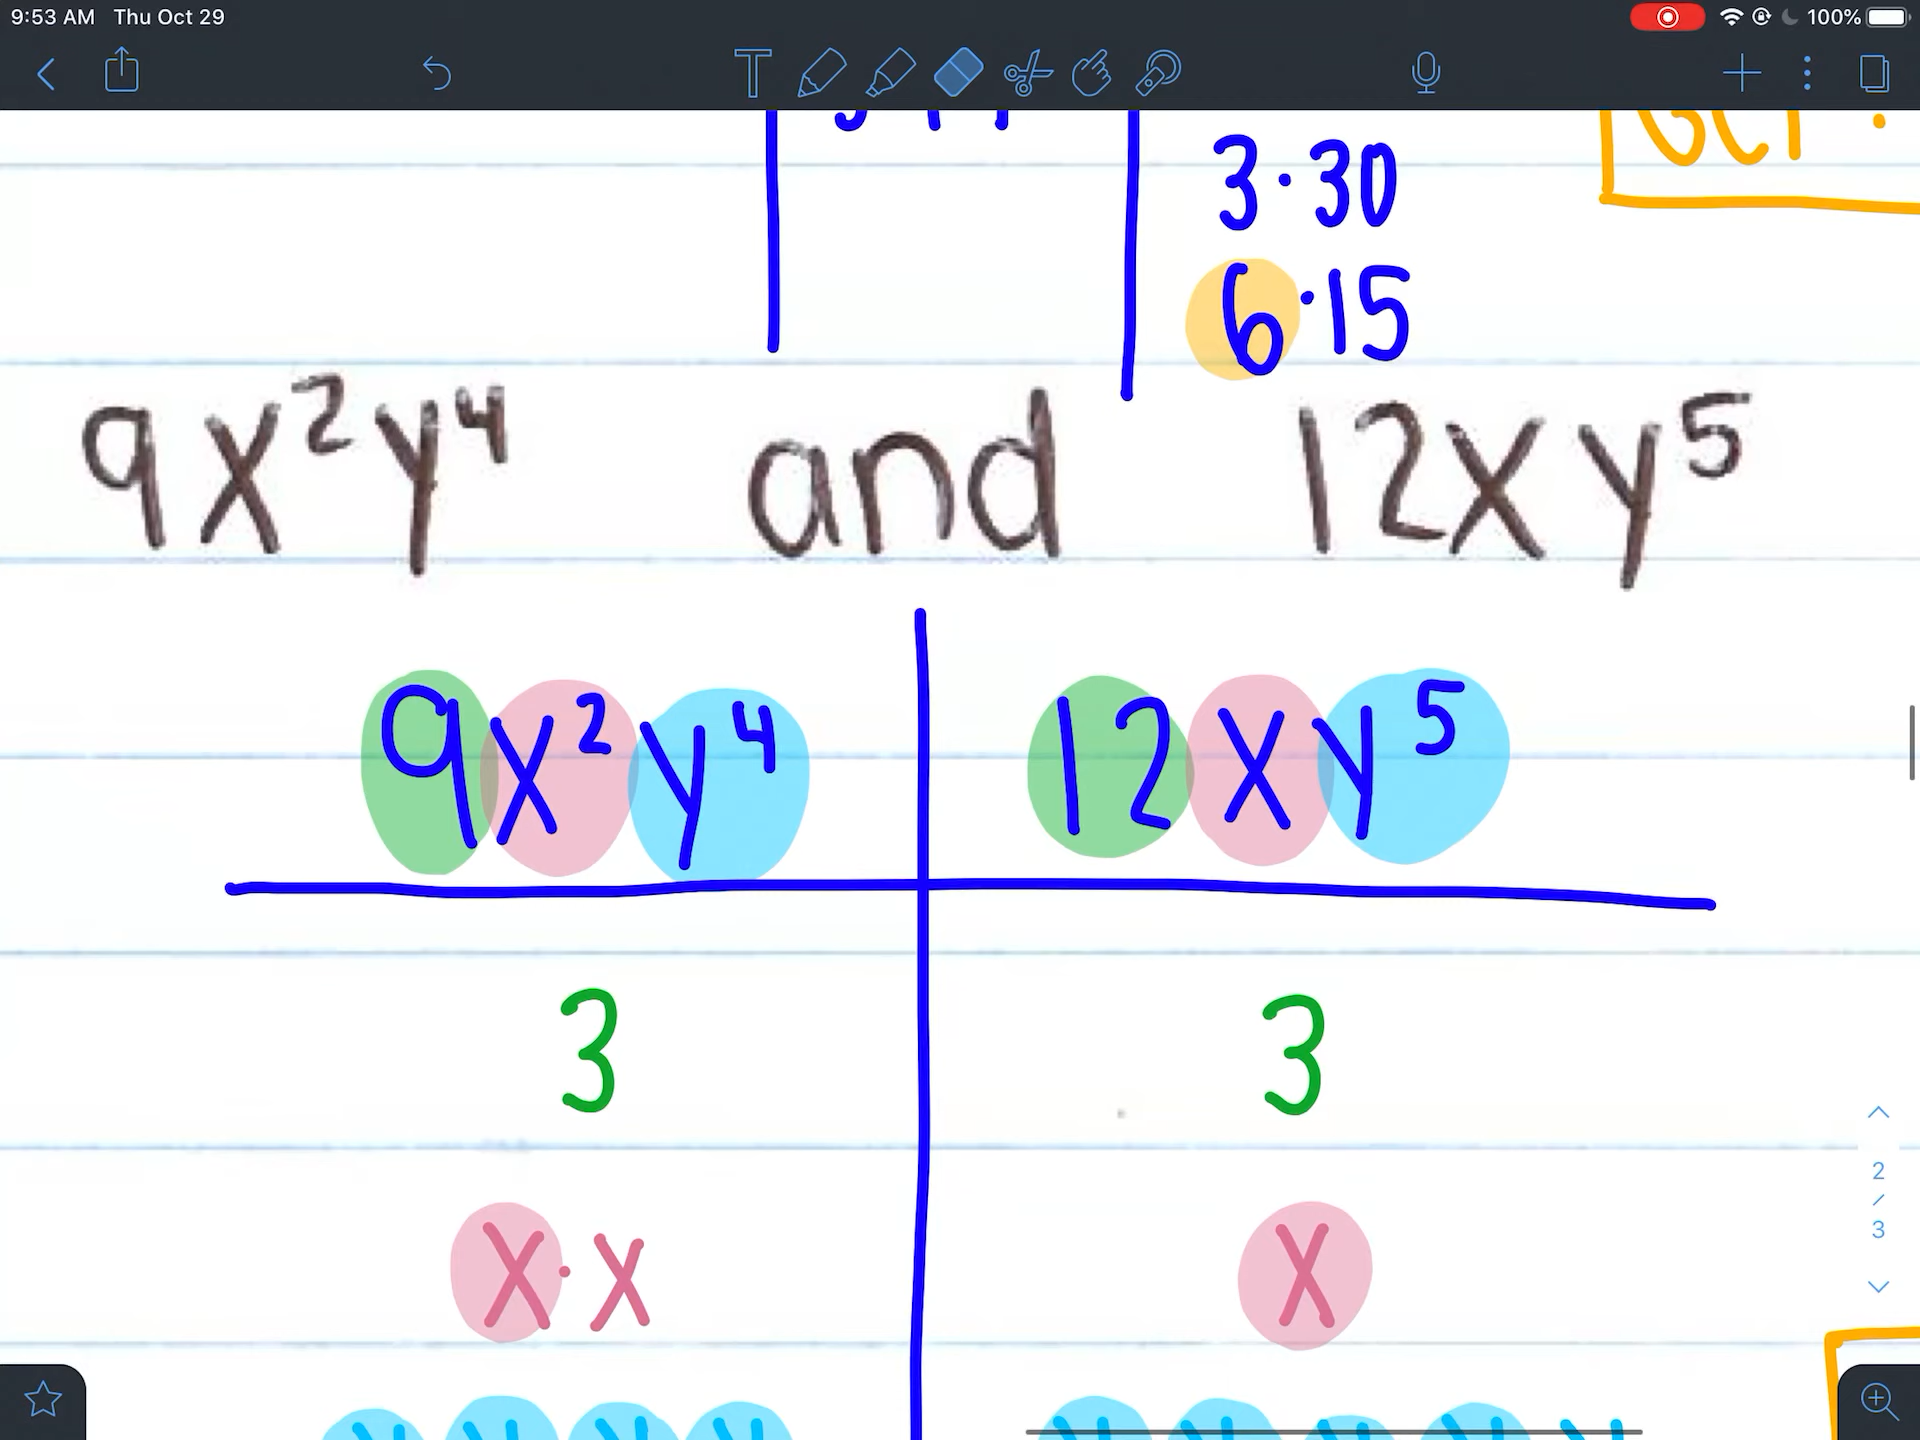 9:53 AM Thu Oct 29
100%
GCF:
3·30
6·15
9x²y⁴ and 12xy⁵
9x²y⁴ 12xy⁵
3 3
x·x x
y y y y y y y y y
2
/
3